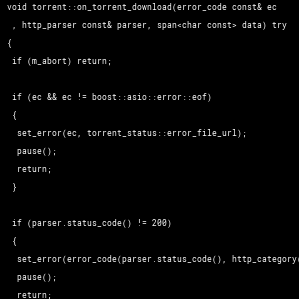 void torrent::on_torrent_download(error_code const& ec
, http_parser const& parser, span<char const> data) try
{
if (m_abort) return;
if (ec && ec != boost::asio::error::eof)
{
set_error(ec, torrent_status::error_file_url);
pause();
return;
}
if (parser.status_code() != 200)
{
set_error(error_code(parser.status_code(), http_category(
pause();
return;